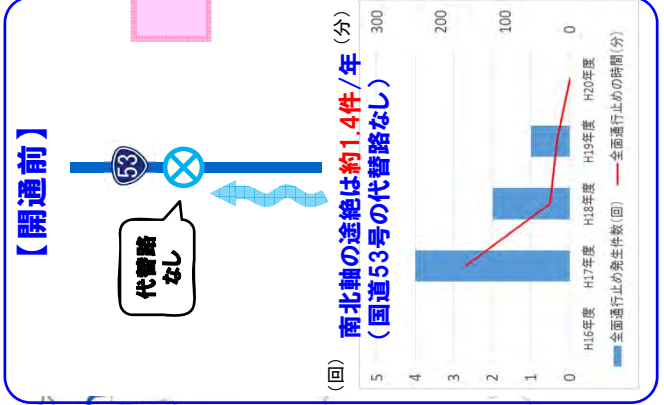 【開通前】
53
代替路
なし
南北軸の途絶は約1.4件/年
（国道53号の代替路なし）
(回)
(分)
5
4
3
2
1
0
300
200
100
0
H16年度 H17年度 H18年度 H19年度 H20年度
全面通行止め発生件数(回) 全面通行止めの時間(分)